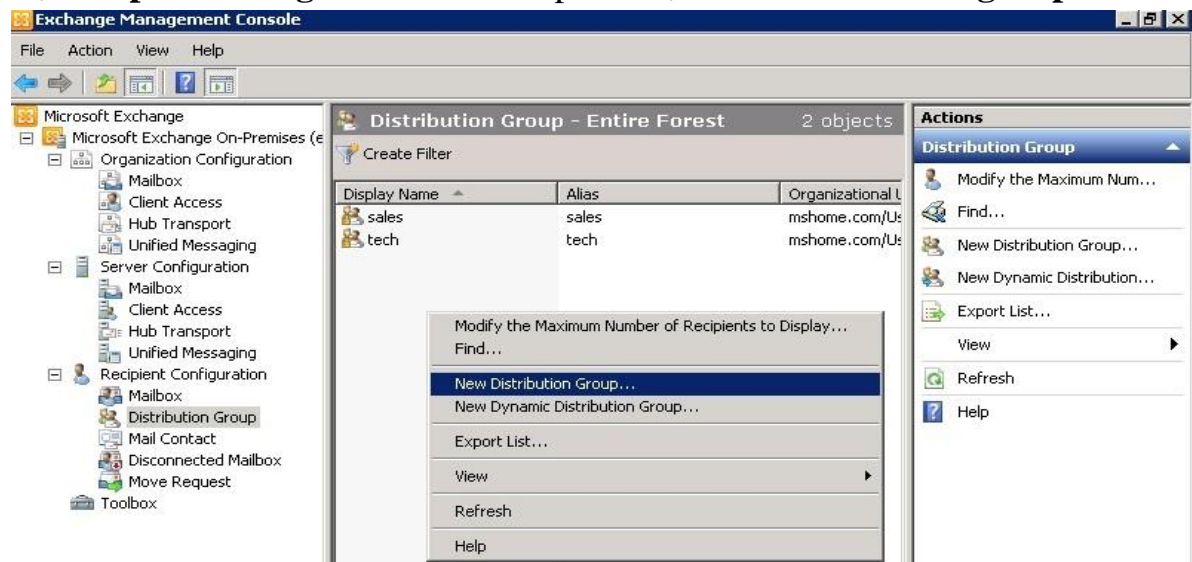 Exchange Management Console
File Action View Help
Microsoft Exchange
Microsoft Exchange On-Premises (e
Organization Configuration
Mailbox
Client Access
Hub Transport
Unified Messaging
Server Configuration
Mailbox
Client Access
Hub Transport
Unified Messaging
Recipient Configuration
Mailbox
Distribution Group
Mail Contact
Disconnected Mailbox
Move Request
Toolbox
Distribution Group - Entire Forest 2 objects
Create Filter
Display Name Alias Organizational U
sales sales mshome.com/Us
tech tech mshome.com/Us
Modify the Maximum Number of Recipients to Display...
Find...
New Distribution Group...
New Dynamic Distribution Group...
Export List...
View
Refresh
Help
Actions
Distribution Group
Modify the Maximum Num...
Find...
New Distribution Group...
New Dynamic Distribution...
Export List...
View
Refresh
Help